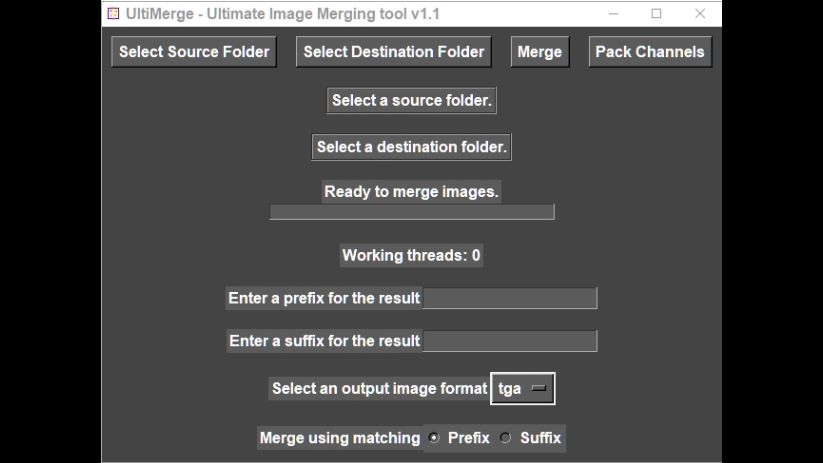 UltiMerge - Ultimate Image Merging tool v1.1
Select Source Folder Select Destination Folder Merge Pack Channels
Select a source folder.
Select a destination folder.
Ready to merge images.
Working threads: 0
Enter a prefix for the result
Enter a suffix for the result
Select an output image format tga
Merge using matching Prefix Suffix